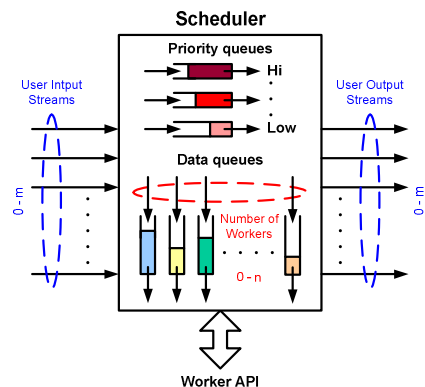 Scheduler
Priority queues
Hi
Low
User Intput
Streams
User Output
Streams
0 - m
0 - m
Data queues
Number of
Workers
0 - n
Worker API